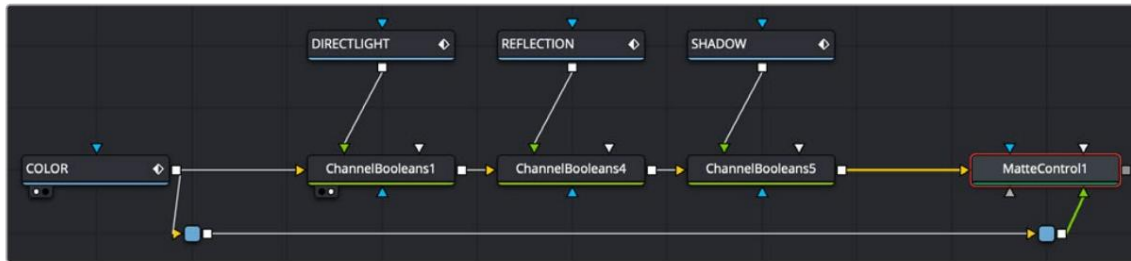 DIRECTLIGHT
REFLECTION
SHADOW
COLOR
ChannelBooleans1
ChannelBooleans4
ChannelBooleans5
MatteControl1